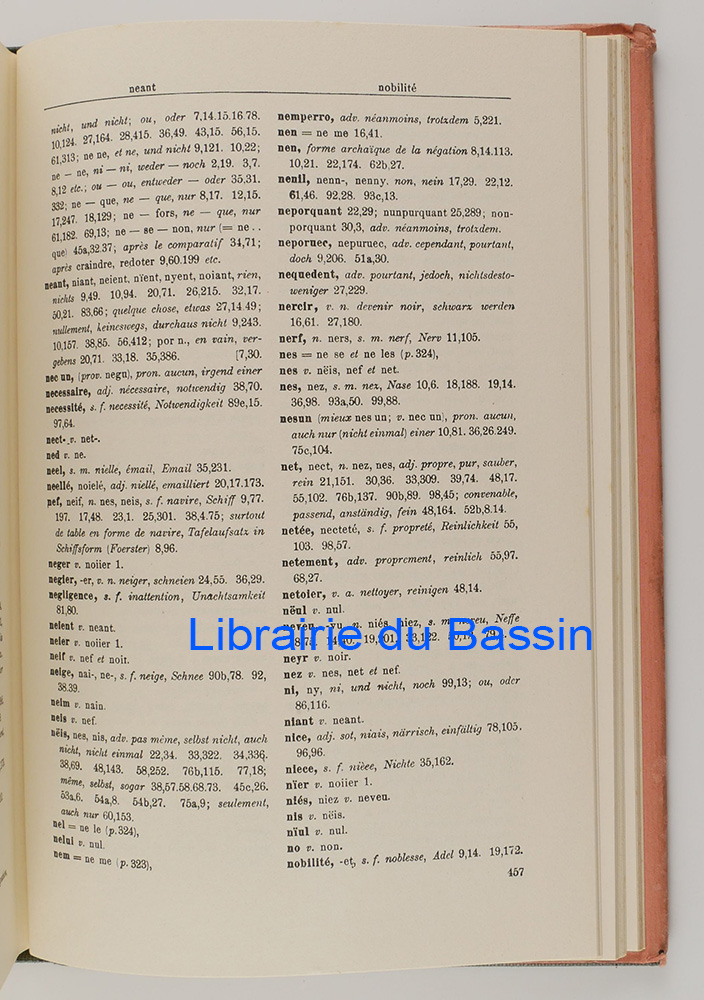 neant nobilité
nicht, und nicht; ou, oder 7,14.15.16.78.
10,124. 27,164. 28,415. 36,49. 43,15. 56,15.
61,313; ne ne, et ne, und nicht 9,121. 10,22;
ne — ne, ni — ni, weder — noch 2,19. 3,7.
8,12 etc.; ou — ou, entweder — oder 35,31.
332; ne — que, ne — que, nur 8,17. 12,15.
17,247. 18,129; ne — fors, ne — que, nur
61,182. 69,13; ne — se — non, nur (= ne ..
que) 45a,32.37; après le comparatif 34,71;
après craindre, redoter 9,60.199 etc.
neant, niant, neient, nïent, nyent, noiant, rien,
nichts 9,49. 10,94. 20,71. 26,215. 32,17.
50,21. 83,66; quelque chose, etwas 27,14.49;
nullement, keineswegs, durchaus nicht 9,243.
10,157. 38,85. 56,412; por n., en vain, ver-
gebens 20,71. 33,18. 35,386. [7,30.
nec un, (prov. negu), pron. aucun, irgend einer
necessaire, adj. nécessaire, notwendig 38,70.
necessité, s. f. necessité, Notwendigkeit 89e,15.
97,64.
nect- v. net-.
ned v. ne.
neel, s. m. nielle, émail, Email 35,231.
neellé, noielé, adj. niellé, emailliert 20,17.173.
nef, neif, n. nes, neis, s. f. navire, Schiff 9,77.
197. 17,48. 23,1. 25,301. 38,4.75; surtout
de table en forme de navire, Tafelaufsatz in
Schiffsform (Foerster) 8,96.
neger v. noiier 1.
negier, -er, v. n. neiger, schneien 24,55. 36,29.
negligence, s. f. inattention, Unachtsamkeit
81,80.
nelent v. neant.
neier v. noiier 1.
neif v. nef et noit.
neige, nai-, ne-, s. f. neige, Schnee 90b,78. 92,
38.39.
neim v. nain.
neis v. nef.
nëis, nes, nis, adv. pas même, selbst nicht, auch
nicht, nicht einmal 22,34. 33,322. 34,336.
38,69. 48,143. 58,252. 76b,115. 77,18;
même, selbst, sogar 38,57.58.68.73. 45c,26.
53a,6. 54a,8. 54b,27. 75a,9; seulement,
auch nur 60,153.
nel = ne le (p.324),
nelui v. nul.
nem = ne me (p.323),
nemperro, adv. néanmoins, trotzdem 5,221.
nen = ne me 16,41.
nen, forme archaïque de la négation 8,14.113.
10,21. 22,174. 62b,27.
nenil, nenn-, nenny, non, nein 17,29. 22,12.
61,46. 92,28. 93c,13.
neporquant 22,29; nunpurquant 25,289; non-
porquant 30,3, adv. néanmoins, trotzdem.
neporuec, nepuruec, adv. cependant, pourtant,
doch 9,206. 51a,30.
nequedent, adv. pourtant, jedoch, nichtsdesto-
weniger 27,229.
nercir, v. n. devenir noir, schwarz werden
16,61. 27,180.
nerf, n. ners, s. m. nerf, Nerv 11,105.
nes = ne se et ne les (p.324),
nes v. nëis, nef et net.
nes, nez, s. m. nez, Nase 10,6. 18,188. 19,14.
36,98. 93a,50. 99,88.
nesun (mieux nes un; v. nec un), pron. aucun,
auch nur (nicht einmal) einer 10,81. 36,26.249.
75c,104.
net, nect, n. nez, nes, adj. propre, pur, sauber,
rein 21,151. 30,36. 33,309. 39,74. 48,17.
55,102. 76b,137. 90b,89. 98,45; convenable,
passend, anständig, fein 48,164. 52b,8.14.
netée, necteté, s. f. propreté, Reinlichkeit 55,
103. 98,57.
netement, adv. proprement, reinlich 55,97.
68,27.
netoier, v. a. nettoyer, reinigen 48,14.
nëul v. nul.
neveu, -vu, n. niés, niez, s. m. neveu, Neffe
Librairie du Bassin
neyr v. noir.
nez v. nes, net et nef.
ni, ny, ni, und nicht, noch 99,13; ou, oder
86,116.
niant v. neant.
nice, adj. sot, niais, närrisch, einfältig 78,105.
96,96.
niece, s. f. nièce, Nichte 35,162.
nïer v. noiier 1.
niés, niez v. neveu.
nis v. nëis.
nïul v. nul.
no v. non.
nobilité, -et, s. f. noblesse, Adel 9,14. 19,172.
457